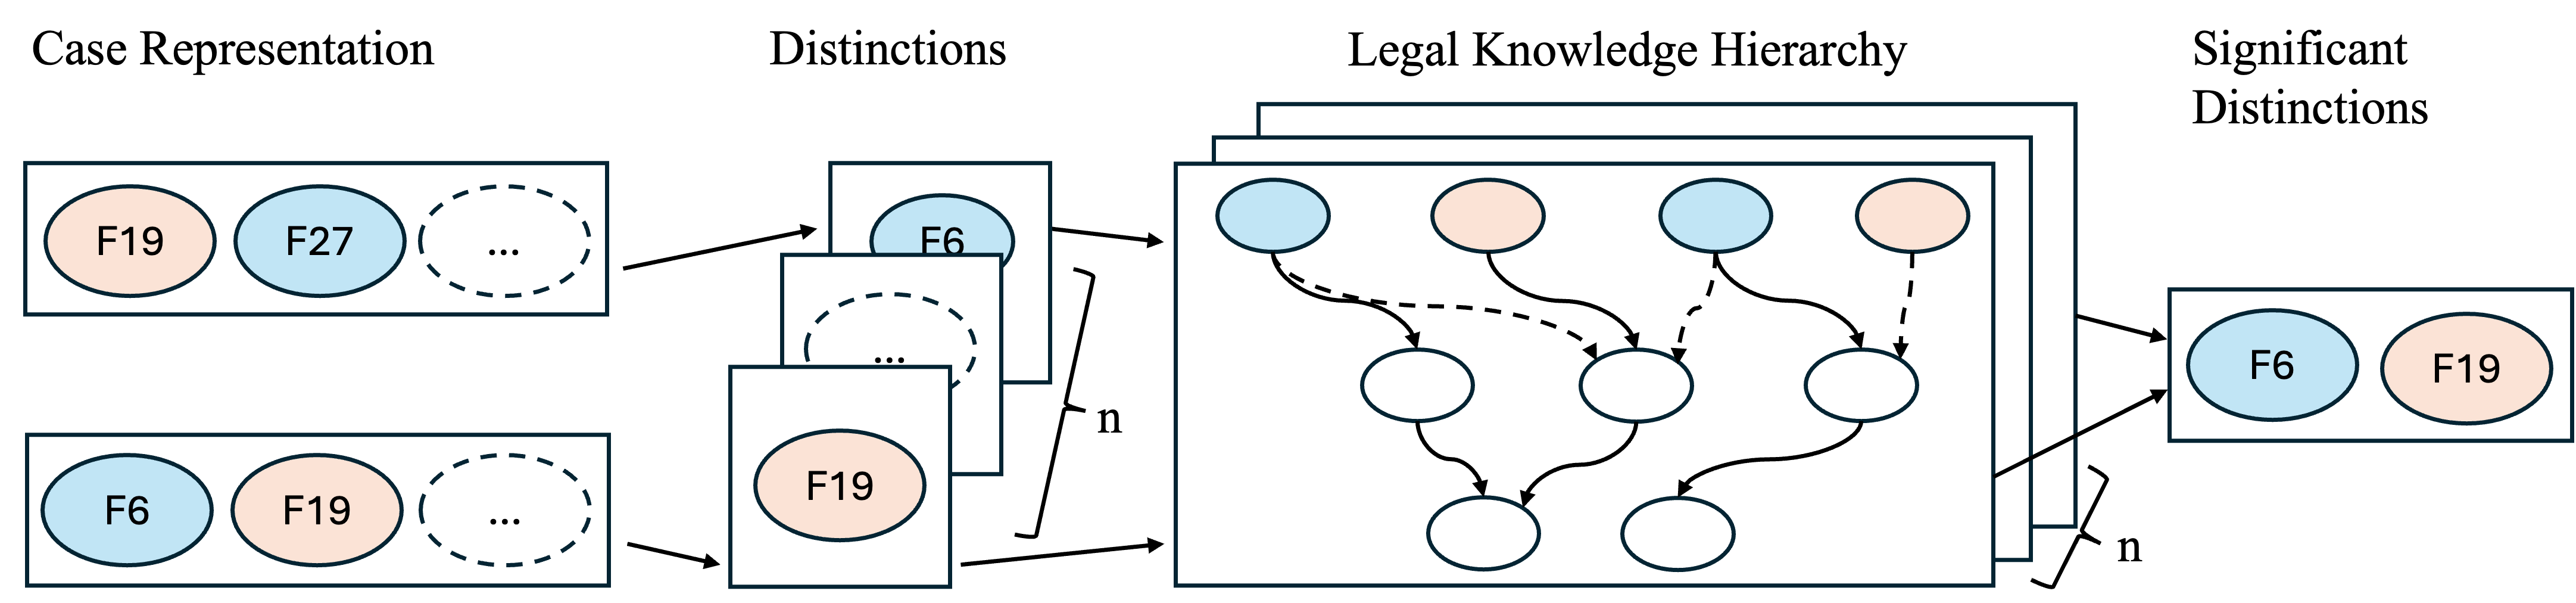 Case Representation
Distinctions
Legal Knowledge Hierarchy
Significant
Distinctions
F19
F27
...
F6
F19
...
F6
...
F19
n
n
F6
F19